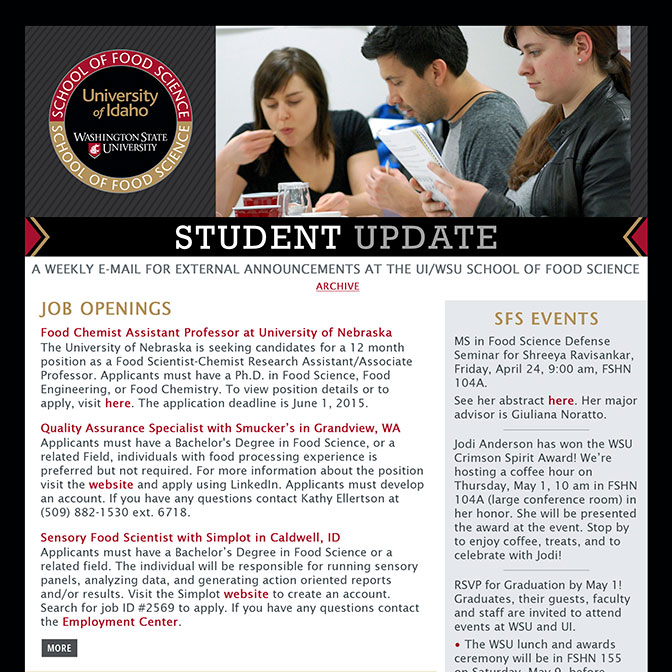 SCHOOL OF FOOD SCIENCE
University
of Idaho
WASHINGTON STATE
UNIVERSITY
SCHOOL OF FOOD SCIENCE
STUDENT UPDATE
A WEEKLY E-MAIL FOR EXTERNAL ANNOUNCEMENTS AT THE UI/WSU SCHOOL OF FOOD SCIENCE
ARCHIVE
JOB OPENINGS
Food Chemist Assistant Professor at University of Nebraska
The University of Nebraska is seeking candidates for a 12 month
position as a Food Scientist-Chemist Research Assistant/Associate
Professor. Applicants must have a Ph.D. in Food Science, Food
Engineering, or Food Chemistry. To view position details or to
apply, visit here. The application deadline is June 1, 2015.
Quality Assurance Specialist with Smucker's in Grandview, WA
Applicants must have a Bachelor's Degree in Food Science, or a
related Field, individuals with food processing experience is
preferred but not required. For more information about the position
visit the website and apply using LinkedIn. Applicants must develop
an account. If you have any questions contact Kathy Ellertson at
(509) 882-1530 ext. 6718.
Sensory Food Scientist with Simplot in Caldwell, ID
Applicants must have a Bachelor's Degree in Food Science or a
related field. The individual will be responsible for running sensory
panels, analyzing data, and generating action oriented reports
and/or results. Visit the Simplot website to create an account.
Search for job ID #2569 to apply. If you have any questions contact
the Employment Center.
MORE
SFS EVENTS
MS in Food Science Defense
Seminar for Shreeya Ravisankar,
Friday, April 24, 9:00 am, FSHN
104A.
See her abstract here. Her major
advisor is Giuliana Noratto.
Jodi Anderson has won the WSU
Crimson Spirit Award! We're
hosting a coffee hour on
Thursday, May 1, 10 am in FSHN
104A (large conference room) in
her honor. She will be presented
the award at the event. Stop by
to enjoy coffee, treats, and to
celebrate with Jodi!
RSVP for Graduation by May 1!
Graduates, their guests, faculty
and staff are invited to attend
events at WSU and UI.
• The WSU lunch and awards
ceremony will be in FSHN 155
on Saturday, May 9, before